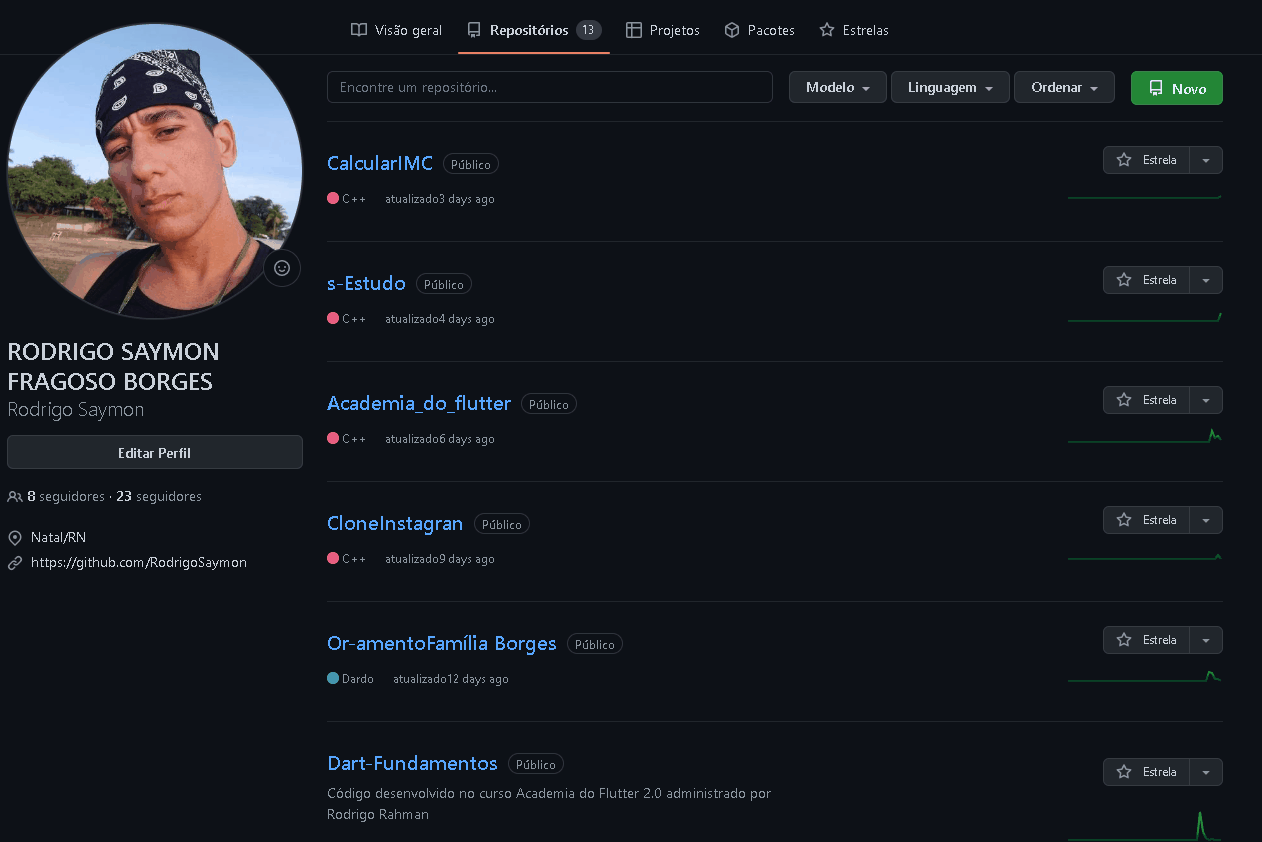 Visão geral
Repositórios 13
Projetos
Pacotes
Estrelas
Encontre um repositório...
Modelo
Linguagem
Ordenar
Novo
RODRIGO SAYMON
FRAGOSO BORGES
Rodrigo Saymon
Editar Perfil
8 seguidores · 23 seguidores
Natal/RN
https://github.com/RodrigoSaymon
CalcularIMC Público
Estrela
C++ atualizado3 days ago
s-Estudo Público
Estrela
C++ atualizado4 days ago
Academia_do_flutter Público
Estrela
C++ atualizado6 days ago
CloneInstagran Público
Estrela
C++ atualizado9 days ago
Or-amentoFamília Borges Público
Estrela
Dardo atualizado12 days ago
Dart-Fundamentos Público
Estrela
Código desenvolvido no curso Academia do Flutter 2.0 administrado por
Rodrigo Rahman